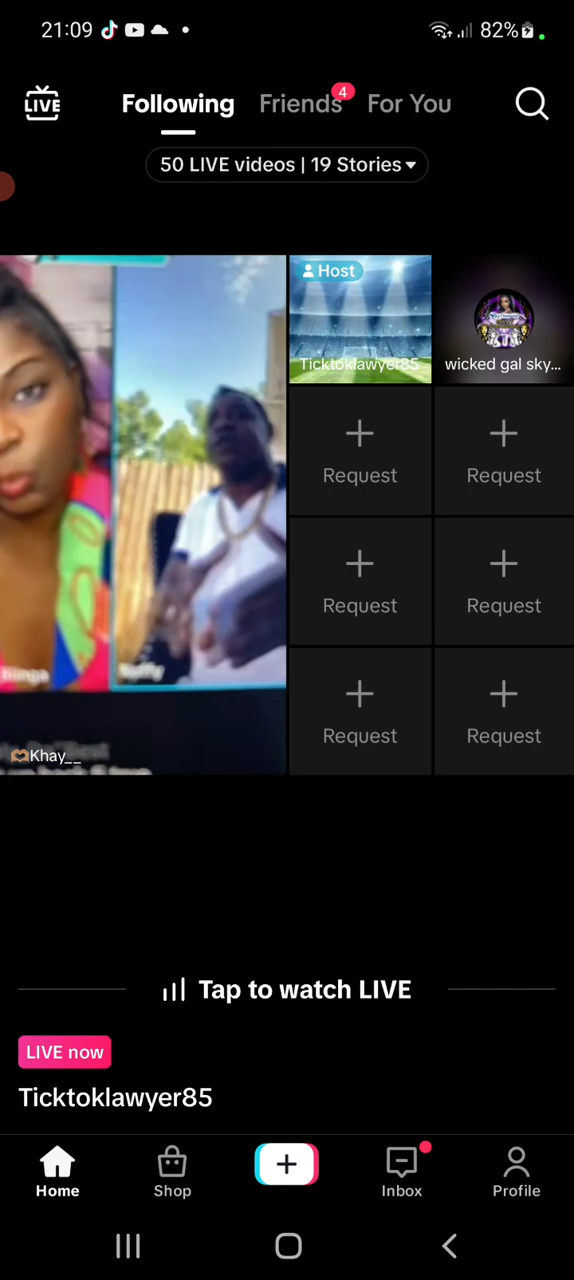 21:09
82%
LIVE
Following
Friends
4
For You
50 LIVE videos | 19 Stories
Host
Ticktoklawyer85
wicked gal sky...
Request
Request
Request
Request
Request
Request
Khay__
Tap to watch LIVE
LIVE now
Ticktoklawyer85
Home
Shop
Inbox
Profile